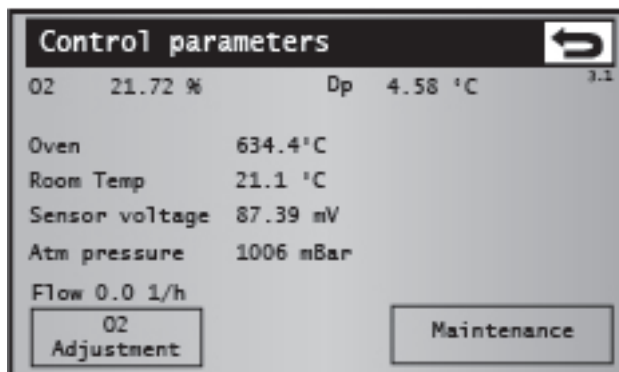 Control parameters
O2 21.72 % Dp 4.58 °C 3.1
Oven 634.4°C
Room Temp 21.1 °C
Sensor voltage 87.39 mV
Atm pressure 1006 mBar
Flow 0.0 l/h
O2
Adjustment
Maintenance